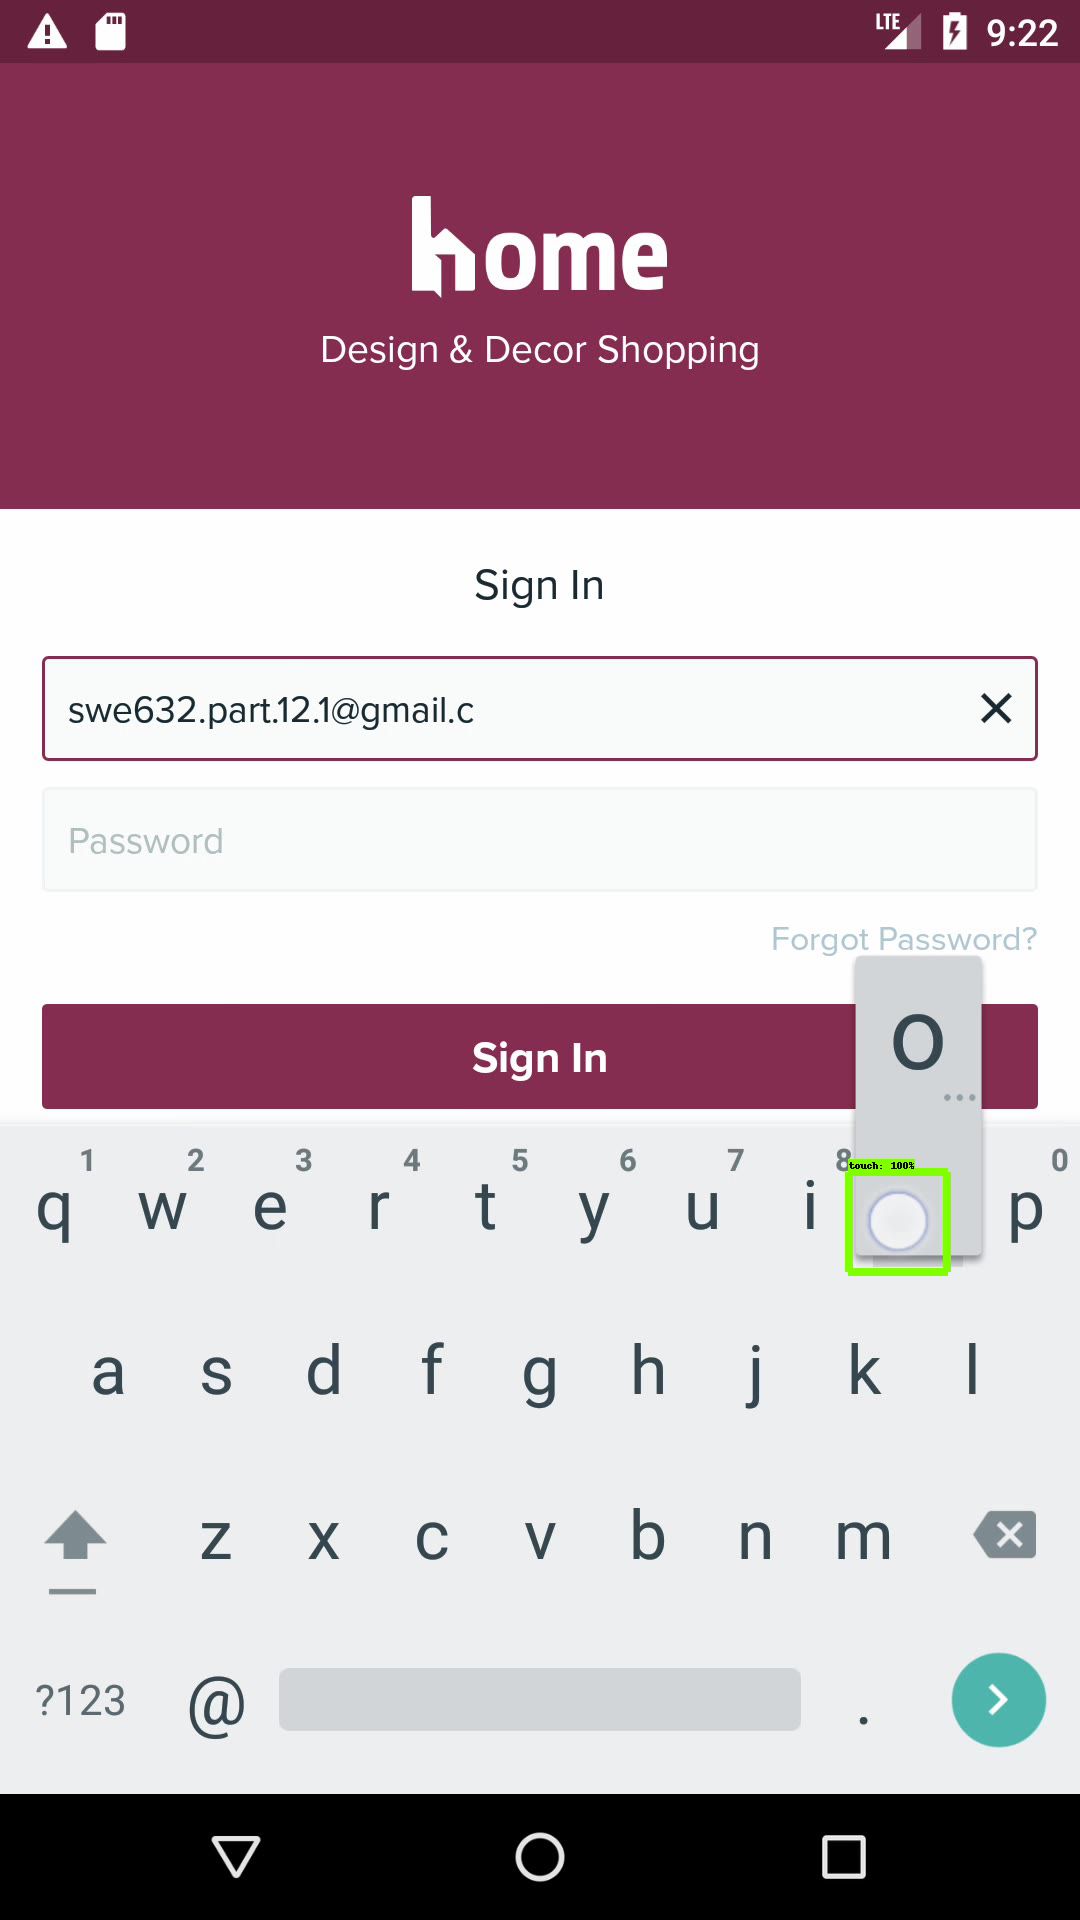 LTE 9:22
home
Design & Decor Shopping
Sign In
swe632.part.12.1@gmail.c
Password
Forgot Password?
Sign In
o
1 2 3 4 5 6 7 8 0
touch: 100%
q w e r t y u i p
a s d f g h j k l
z x c v b n m
?123 @ .